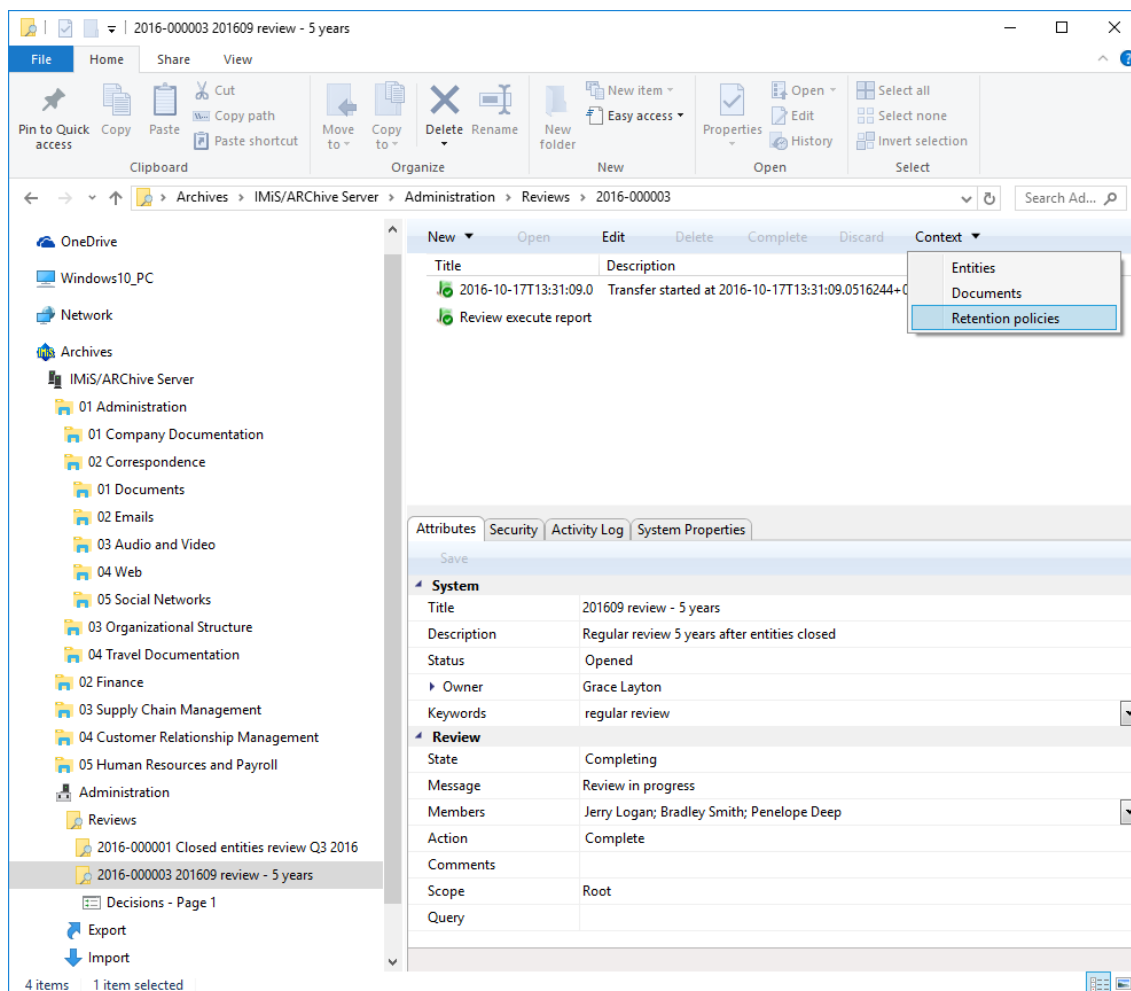 2016-000003 201609 review - 5 years
File Home Share View
Pin to Quick access
Copy
Paste
Cut
Copy path
Paste shortcut
Clipboard
Move to
Copy to
Delete
Rename
Organize
New folder
New item
Easy access
New
Properties
Open
Edit
History
Open
Select all
Select none
Invert selection
Select
Archives > IMiS/ARChive Server > Administration > Reviews > 2016-000003
Search Ad...
OneDrive
Windows10_PC
Network
Archives
IMiS/ARChive Server
01 Administration
01 Company Documentation
02 Correspondence
01 Documents
02 Emails
03 Audio and Video
04 Web
05 Social Networks
03 Organizational Structure
04 Travel Documentation
02 Finance
03 Supply Chain Management
04 Customer Relationship Management
05 Human Resources and Payroll
Administration
Reviews
2016-000001 Closed entities review Q3 2016
2016-000003 201609 review - 5 years
Decisions - Page 1
Export
Import
New Open Edit Delete Complete Discard Context
Title Description
2016-10-17T13:31:09.0 Transfer started at 2016-10-17T13:31:09.0516244+0
Review execute report
Entities
Documents
Retention policies
Attributes Security Activity Log System Properties
Save
System
Title 201609 review - 5 years
Description Regular review 5 years after entities closed
Status Opened
Owner Grace Layton
Keywords regular review
Review
State Completing
Message Review in progress
Members Jerry Logan; Bradley Smith; Penelope Deep
Action Complete
Comments
Scope Root
Query
4 items 1 item selected